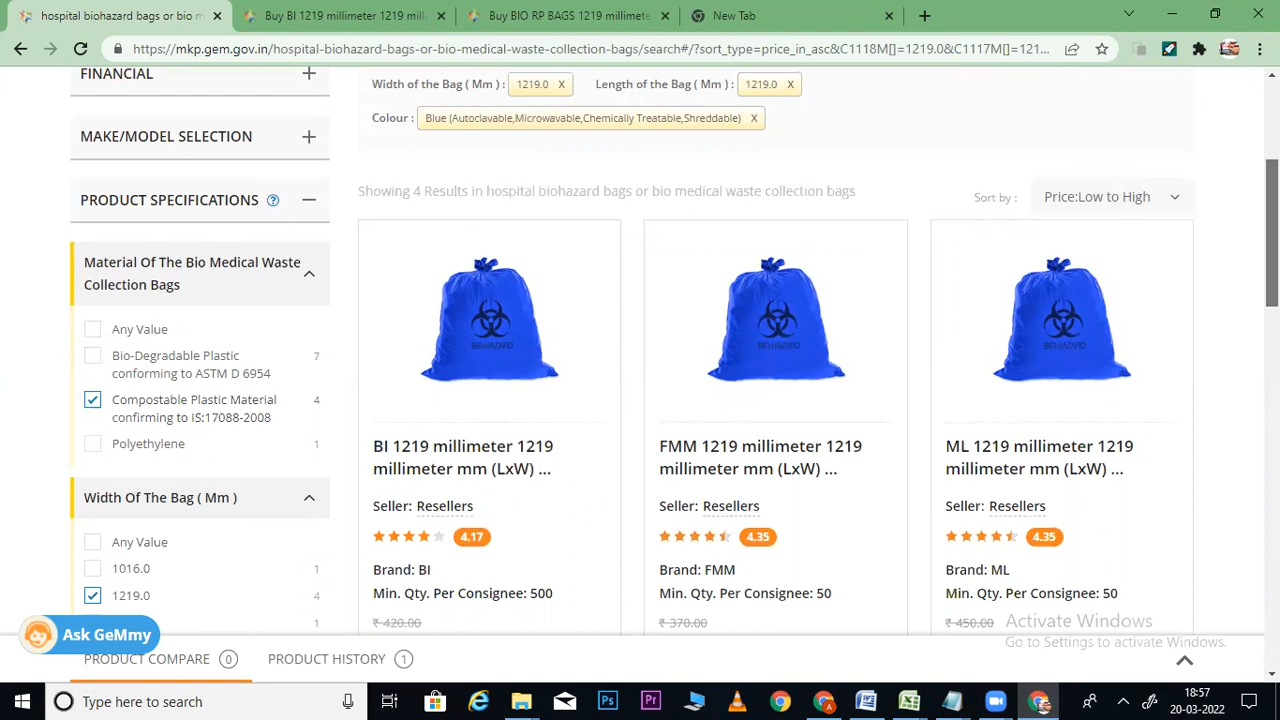 hospital biohazard bags or bio m
Buy BI 1219 millimeter 1219 mill
Buy BIO RP BAGS 1219 millimete
New Tab
https://mkp.gem.gov.in/hospital-biohazard-bags-or-bio-medical-waste-collection-bags/search#/?sort_type=price_in_asc&C1118M[]=1219.0&C1117M[]=121...
FINANCIAL
MAKE/MODEL SELECTION
PRODUCT SPECIFICATIONS ?
Material Of The Bio Medical Waste
Collection Bags
Any Value
Bio-Degradable Plastic 7
conforming to ASTM D 6954
Compostable Plastic Material 4
confirming to IS:17088-2008
Polyethylene 1
Width Of The Bag ( Mm )
Any Value
1016.0 1
1219.0 4
1
Ask GeMmy
Width of the Bag ( Mm ) : 1219.0 X Length of the Bag ( Mm ) : 1219.0 X
Colour : Blue (Autoclavable,Microwavable,Chemically Treatable,Shreddable) X
Showing 4 Results in hospital biohazard bags or bio medical waste collection bags
Sort by : Price:Low to High
BIOHAZARD
BI 1219 millimeter 1219
millimeter mm (LxW) ...
Seller: Resellers
4.17
Brand: BI
Min. Qty. Per Consignee: 500
₹ 420.00
BIOHAZARD
FMM 1219 millimeter 1219
millimeter mm (LxW) ...
Seller: Resellers
4.35
Brand: FMM
Min. Qty. Per Consignee: 50
₹ 370.00
BIOHAZARD
ML 1219 millimeter 1219
millimeter mm (LxW) ...
Seller: Resellers
4.35
Brand: ML
Min. Qty. Per Consignee: 50
₹ 450.00
Activate Windows
Go to Settings to activate Windows.
PRODUCT COMPARE 0
PRODUCT HISTORY 1
Type here to search
Ps
Pr
18:57
20-03-2022